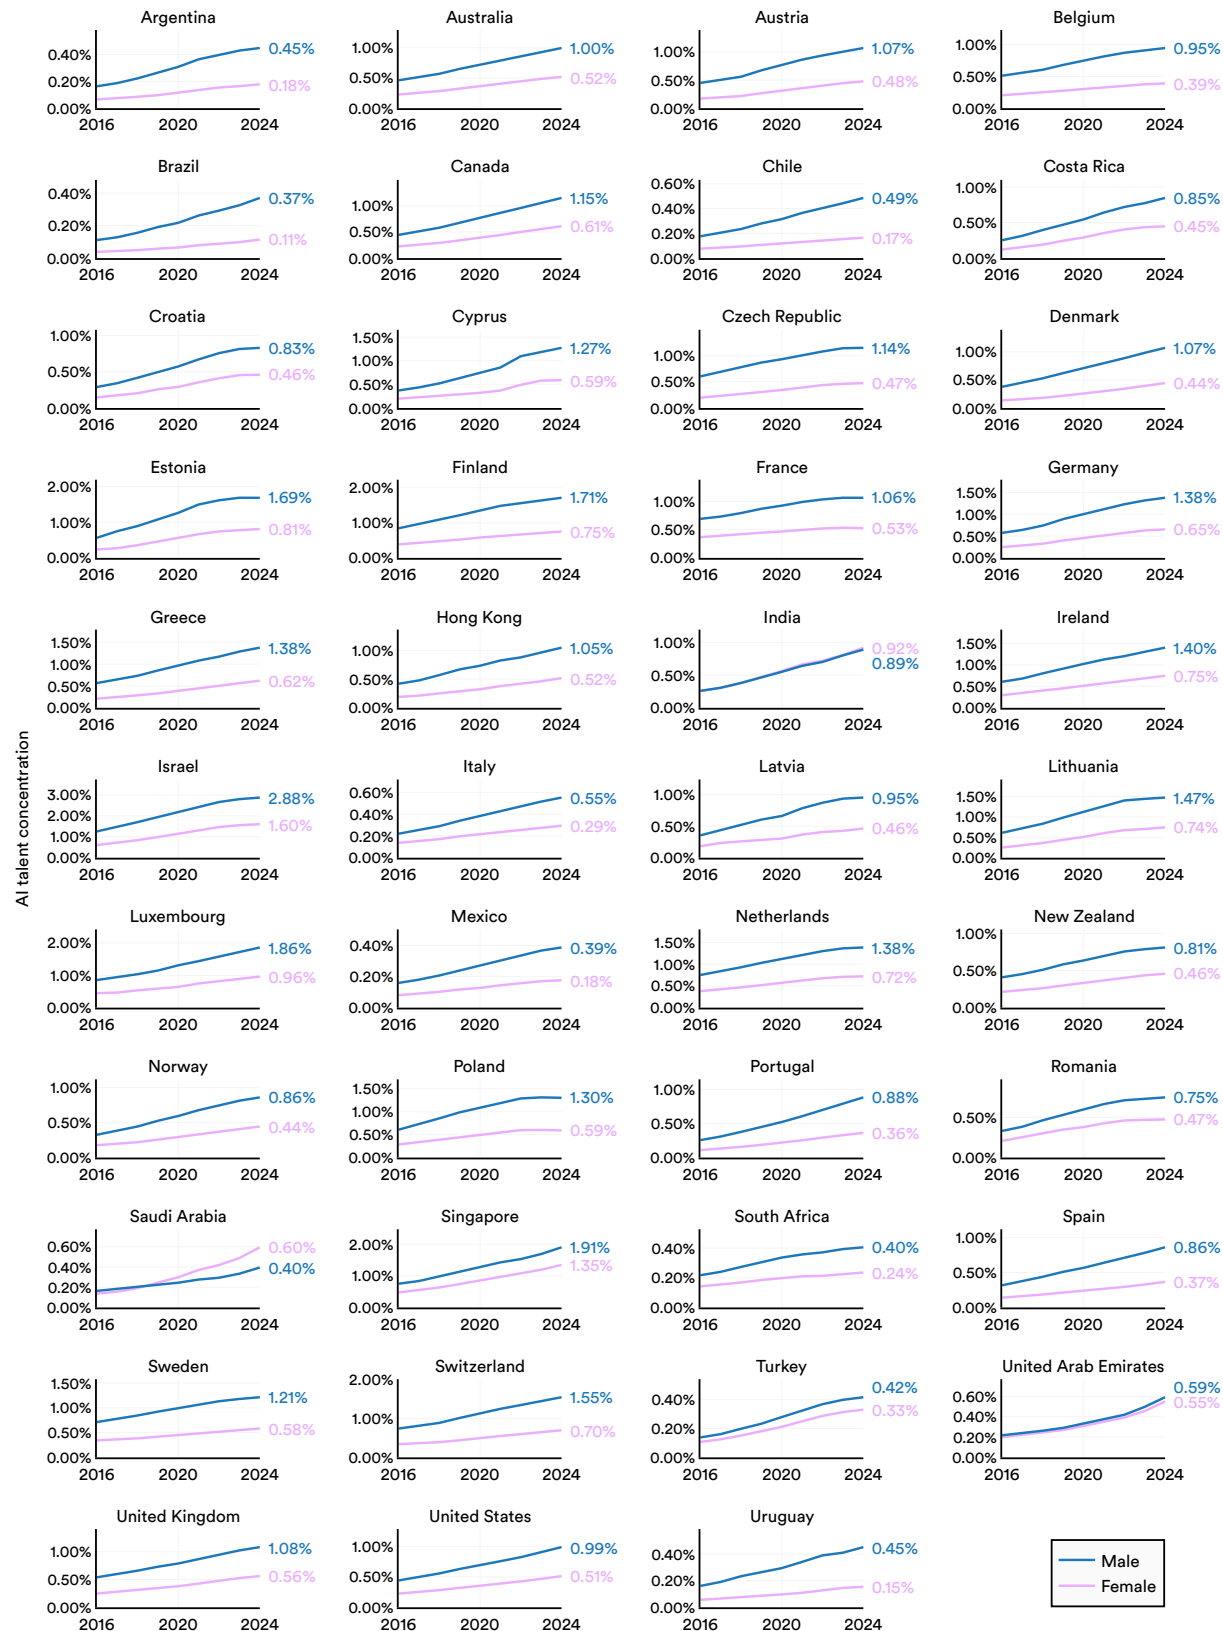 Argentina
0.40%
0.20%
0.00%
2016 2020 2024
0.45%
0.18%
Australia
1.00%
0.50%
0.00%
2016 2020 2024
1.00%
0.52%
Austria
1.00%
0.50%
0.00%
2016 2020 2024
1.07%
0.48%
Belgium
1.00%
0.50%
0.00%
2016 2020 2024
0.95%
0.39%
Brazil
0.40%
0.20%
0.00%
2016 2020 2024
0.37%
0.11%
Canada
1.00%
0.50%
0.00%
2016 2020 2024
1.15%
0.61%
Chile
0.60%
0.40%
0.20%
0.00%
2016 2020 2024
0.49%
0.17%
Costa Rica
1.00%
0.50%
0.00%
2016 2020 2024
0.85%
0.45%
Croatia
1.00%
0.50%
0.00%
2016 2020 2024
0.83%
0.46%
Cyprus
1.50%
1.00%
0.50%
0.00%
2016 2020 2024
1.27%
0.59%
Czech Republic
1.00%
0.50%
0.00%
2016 2020 2024
1.14%
0.47%
Denmark
1.00%
0.50%
0.00%
2016 2020 2024
1.07%
0.44%
Estonia
2.00%
1.00%
0.00%
2016 2020 2024
1.69%
0.81%
Finland
2.00%
1.00%
0.00%
2016 2020 2024
1.71%
0.75%
France
1.00%
0.50%
0.00%
2016 2020 2024
1.06%
0.53%
Germany
1.50%
1.00%
0.50%
0.00%
2016 2020 2024
1.38%
0.65%
Greece
1.50%
1.00%
0.50%
0.00%
2016 2020 2024
1.38%
0.62%
Hong Kong
1.00%
0.50%
0.00%
2016 2020 2024
1.05%
0.52%
India
1.00%
0.50%
0.00%
2016 2020 2024
0.92%
0.89%
Ireland
1.50%
1.00%
0.50%
0.00%
2016 2020 2024
1.40%
0.75%
AI talent concentration
Israel
3.00%
2.00%
1.00%
0.00%
2016 2020 2024
2.88%
1.60%
Italy
0.60%
0.40%
0.20%
0.00%
2016 2020 2024
0.55%
0.29%
Latvia
1.00%
0.50%
0.00%
2016 2020 2024
0.95%
0.46%
Lithuania
1.50%
1.00%
0.50%
0.00%
2016 2020 2024
1.47%
0.74%
Luxembourg
2.00%
1.00%
0.00%
2016 2020 2024
1.86%
0.96%
Mexico
0.40%
0.20%
0.00%
2016 2020 2024
0.39%
0.18%
Netherlands
1.50%
1.00%
0.50%
0.00%
2016 2020 2024
1.38%
0.72%
New Zealand
1.00%
0.50%
0.00%
2016 2020 2024
0.81%
0.46%
Norway
1.00%
0.50%
0.00%
2016 2020 2024
0.86%
0.44%
Poland
1.50%
1.00%
0.50%
0.00%
2016 2020 2024
1.30%
0.59%
Portugal
1.00%
0.50%
0.00%
2016 2020 2024
0.88%
0.36%
Romania
0.50%
0.00%
2016 2020 2024
0.75%
0.47%
Saudi Arabia
0.60%
0.40%
0.20%
0.00%
2016 2020 2024
0.60%
0.40%
Singapore
2.00%
1.00%
0.00%
2016 2020 2024
1.91%
1.35%
South Africa
0.40%
0.20%
0.00%
2016 2020 2024
0.40%
0.24%
Spain
1.00%
0.50%
0.00%
2016 2020 2024
0.86%
0.37%
Sweden
1.50%
1.00%
0.50%
0.00%
2016 2020 2024
1.21%
0.58%
Switzerland
2.00%
1.00%
0.00%
2016 2020 2024
1.55%
0.70%
Turkey
0.40%
0.20%
0.00%
2016 2020 2024
0.42%
0.33%
United Arab Emirates
0.60%
0.40%
0.20%
0.00%
2016 2020 2024
0.59%
0.55%
United Kingdom
1.00%
0.50%
0.00%
2016 2020 2024
1.08%
0.56%
United States
1.00%
0.50%
0.00%
2016 2020 2024
0.99%
0.51%
Uruguay
0.40%
0.20%
0.00%
2016 2020 2024
0.45%
0.15%
Male
Female